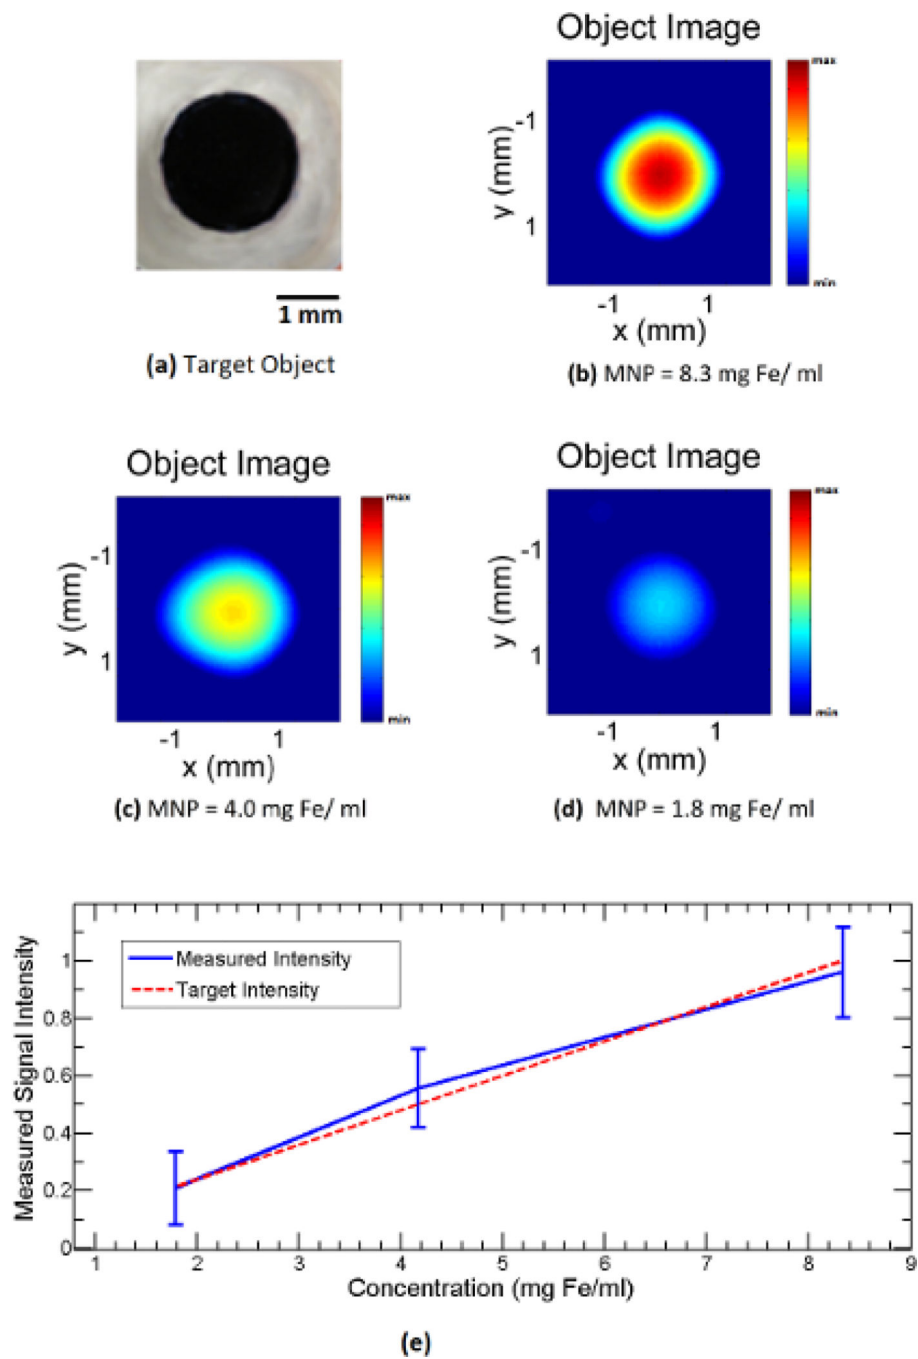 Object Image
max
-1
y (mm)
1
min
-1 1
x (mm)
1 mm
(a) Target Object
(b) MNP = 8.3 mg Fe/ ml
Object Image
max
-1
y (mm)
1
min
-1 1
x (mm)
(c) MNP = 4.0 mg Fe/ ml
Object Image
max
-1
y (mm)
1
min
-1 1
x (mm)
(d) MNP = 1.8 mg Fe/ ml
Measured Signal Intensity
1
0.8
0.6
0.4
0.2
0
Measured Intensity
Target Intensity
1 2 3 4 5 6 7 8 9
Concentration (mg Fe/ml)
(e)